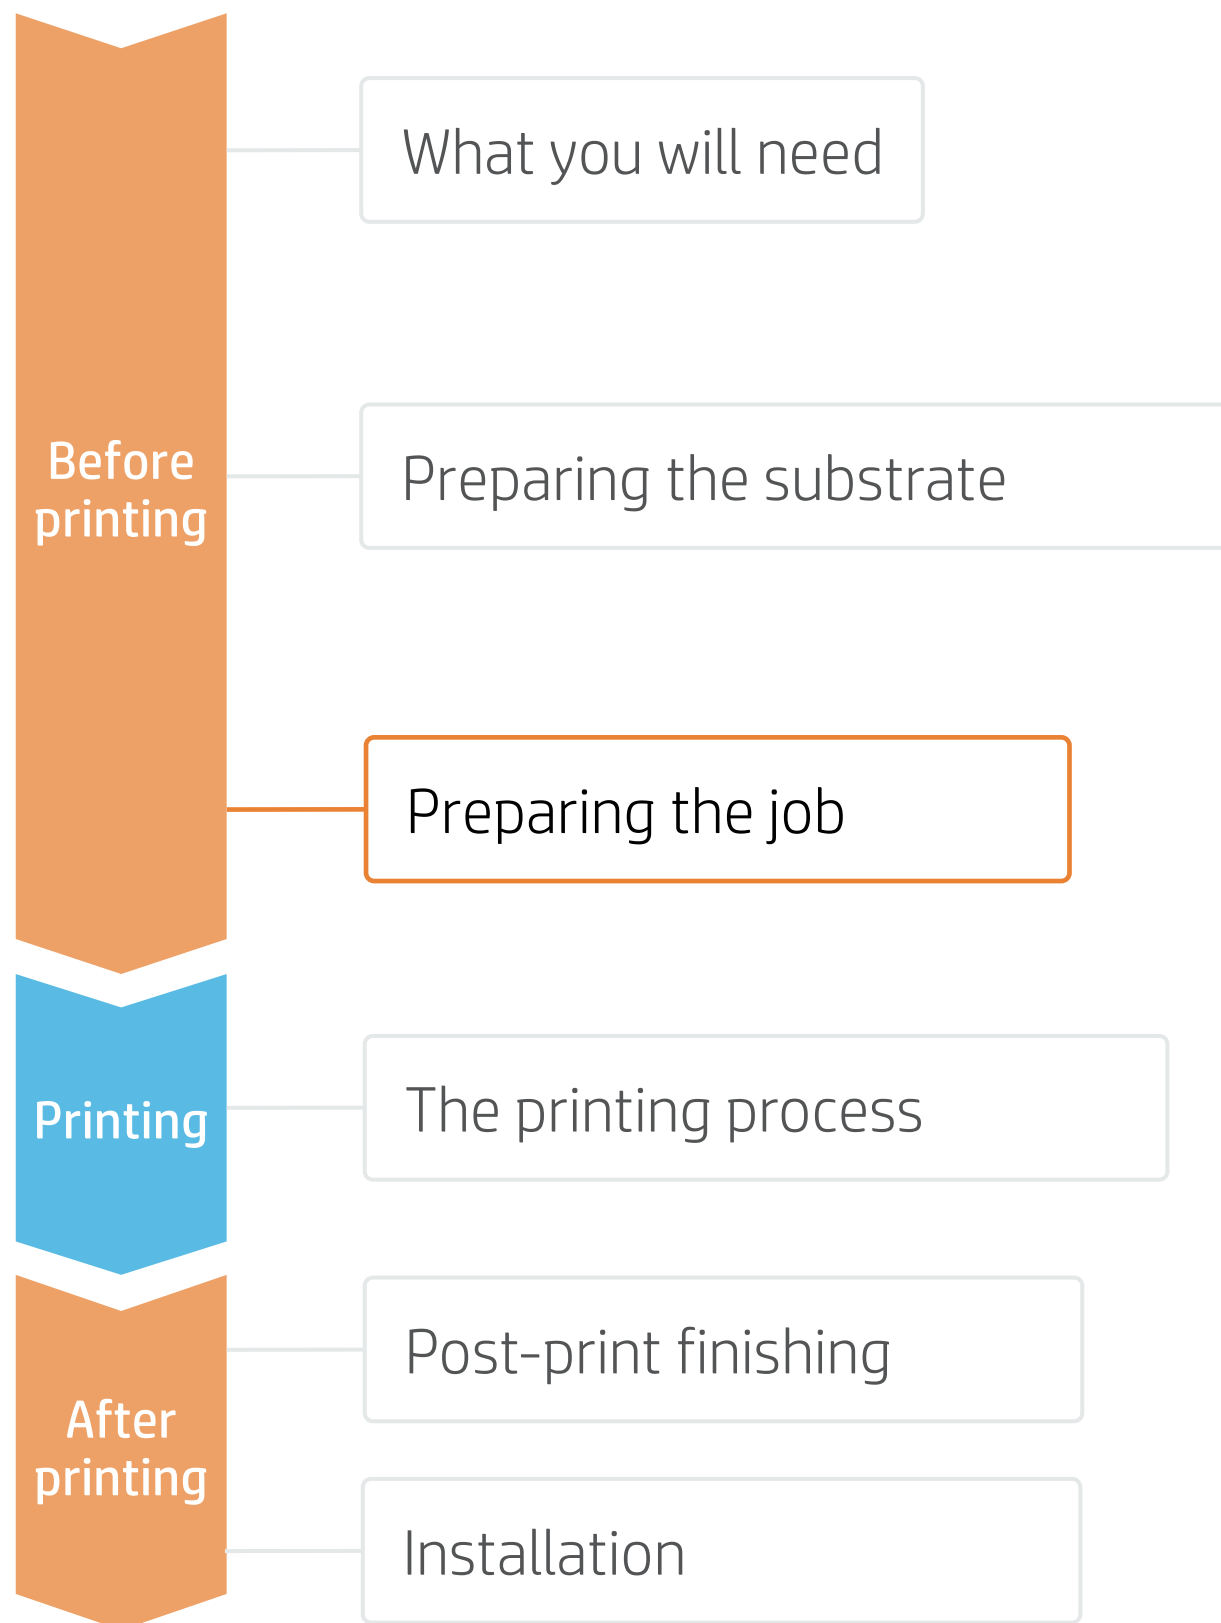 What you will need
Before
printing
Preparing the substrate
Preparing the job
Printing
The printing process
After
printing
Post-print finishing
Installation